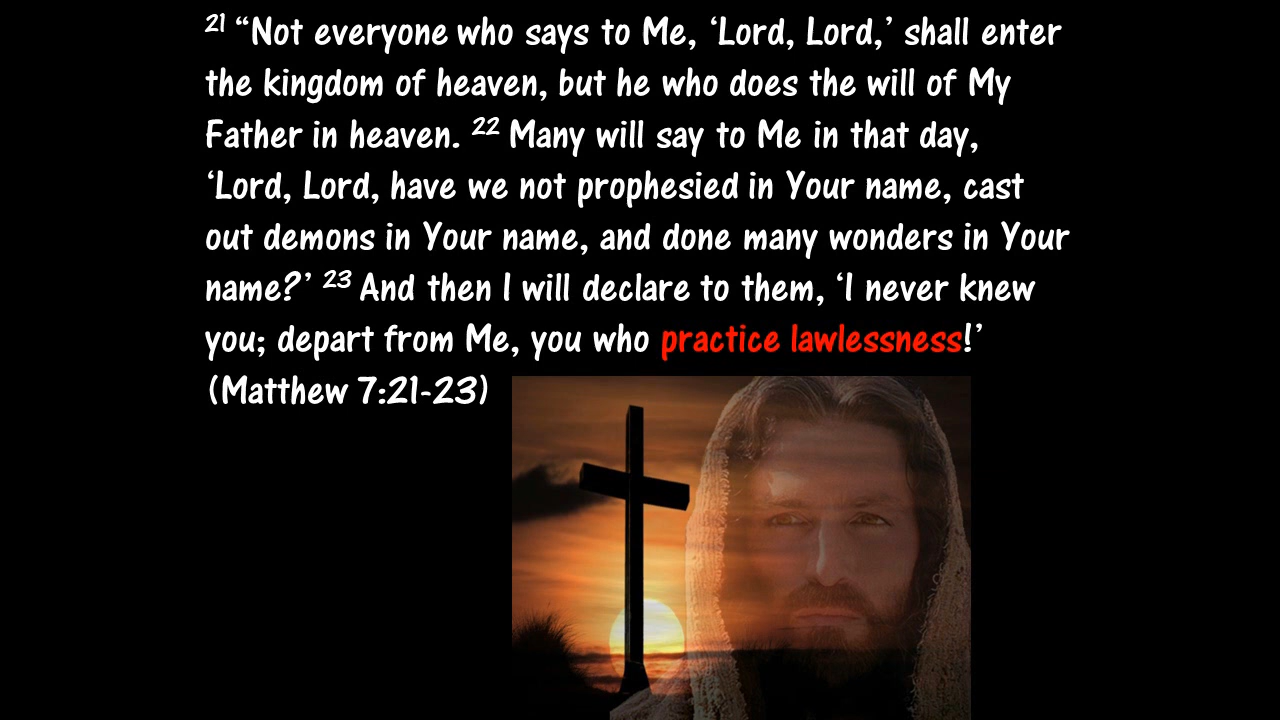 21 “Not everyone who says to Me, ‘Lord, Lord,’ shall enter
the kingdom of heaven, but he who does the will of My
Father in heaven. 22 Many will say to Me in that day,
‘Lord, Lord, have we not prophesied in Your name, cast
out demons in Your name, and done many wonders in Your
name?’ 23 And then I will declare to them, ‘I never knew
you; depart from Me, you who practice lawlessness!’
(Matthew 7:21-23)